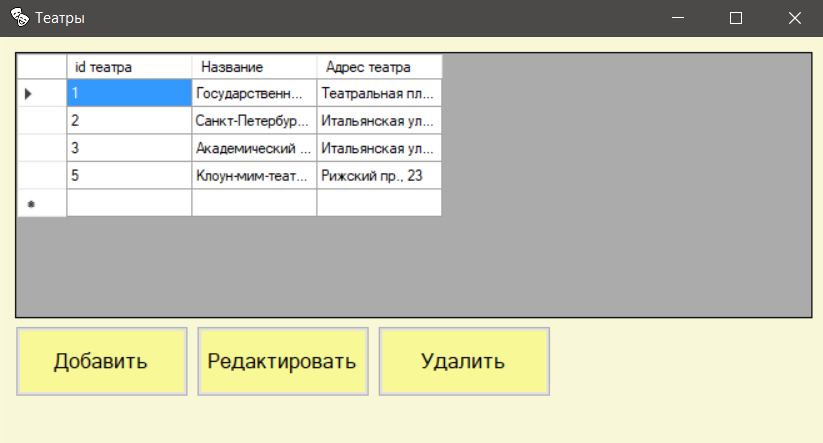 Театры
id театра Название Адрес театра
1 Государственн... Театральная пл...
2 Санкт-Петербур... Итальянская ул...
3 Академический ... Итальянская ул...
5 Клоун-мим-теат... Рижский пр., 23
Добавить Редактировать Удалить